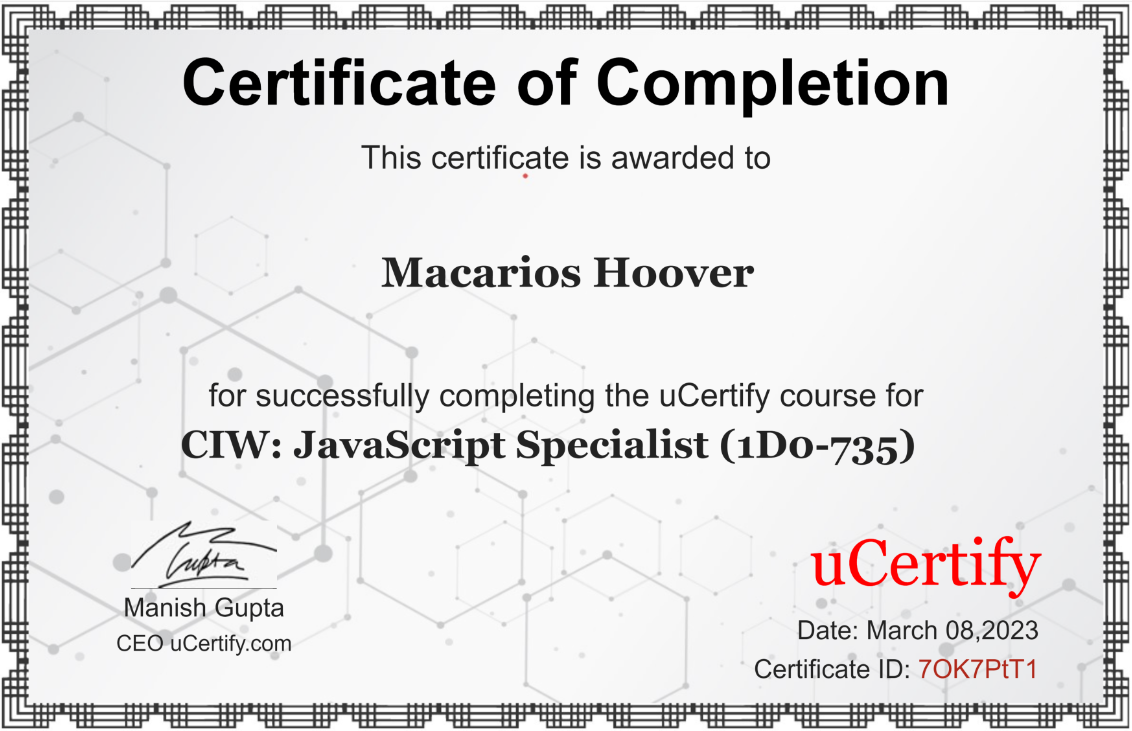 Certificate of Completion
This certificate is awarded to
Macarios Hoover
for successfully completing the uCertify course for
CIW: JavaScript Specialist (1D0-735)
Gupta
Manish Gupta
CEO uCertify.com
uCertify
Date: March 08,2023
Certificate ID: 7OK7PtT1